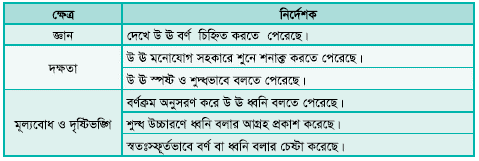 ক্ষেত্র নির্দেশক
জ্ঞান দেখে উ ঊ বর্ণ চিহ্নিত করতে পেরেছে।
উ ঊ মনোযোগ সহকারে শুনে শনাক্ত করতে পেরেছে।
দক্ষতা
উ ঊ স্পষ্ট ও শুদ্ধভাবে বলতে পেরেছে।
বর্ণক্রম অনুসরণ করে উ ঊ ধ্বনি বলতে পেরেছে।
মূল্যবোধ ও দৃষ্টিভঙ্গি শুদ্ধ উচ্চারণে ধ্বনি বলার আগ্রহ প্রকাশ করেছে।
স্বতঃস্ফূর্তভাবে বর্ণ বা ধ্বনি বলার চেষ্টা করেছে।